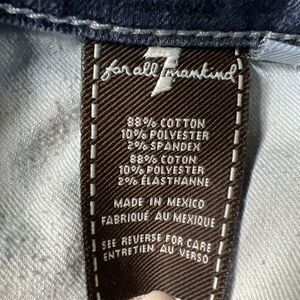 7
for all mankind
88% COTTON
10% POLYESTER
2% SPANDEX
88% COTON
10% POLYESTER
2% ÉLASTHANNE
MADE IN MEXICO
FABRIQUÉ AU MEXIQUE
SEE REVERSE FOR CARE
ENTRETIEN AU VERSO